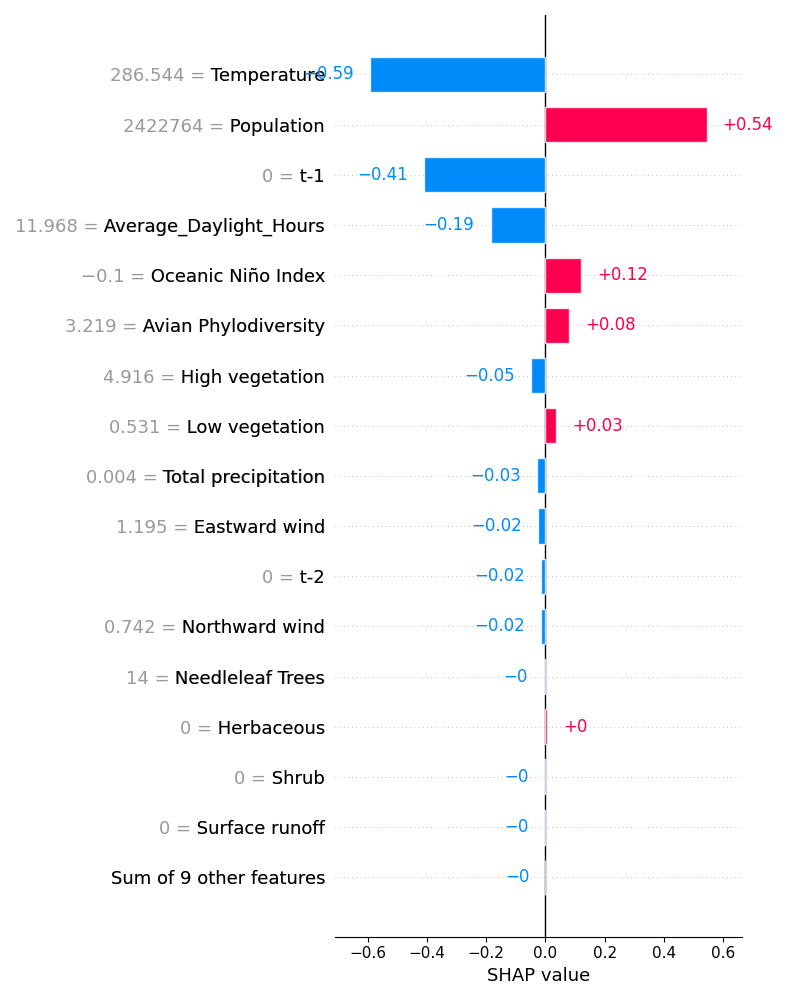 286.544 = Temperature −0.59
2422764 = Population +0.54
0 = t-1 −0.41
11.968 = Average_Daylight_Hours −0.19
−0.1 = Oceanic Niño Index +0.12
3.219 = Avian Phylodiversity +0.08
4.916 = High vegetation −0.05
0.531 = Low vegetation +0.03
0.004 = Total precipitation −0.03
1.195 = Eastward wind −0.02
0 = t-2 −0.02
0.742 = Northward wind −0.02
14 = Needleleaf Trees −0
0 = Herbaceous +0
0 = Shrub −0
0 = Surface runoff −0
Sum of 9 other features −0
−0.6 −0.4 −0.2 0.0 0.2 0.4 0.6
SHAP value